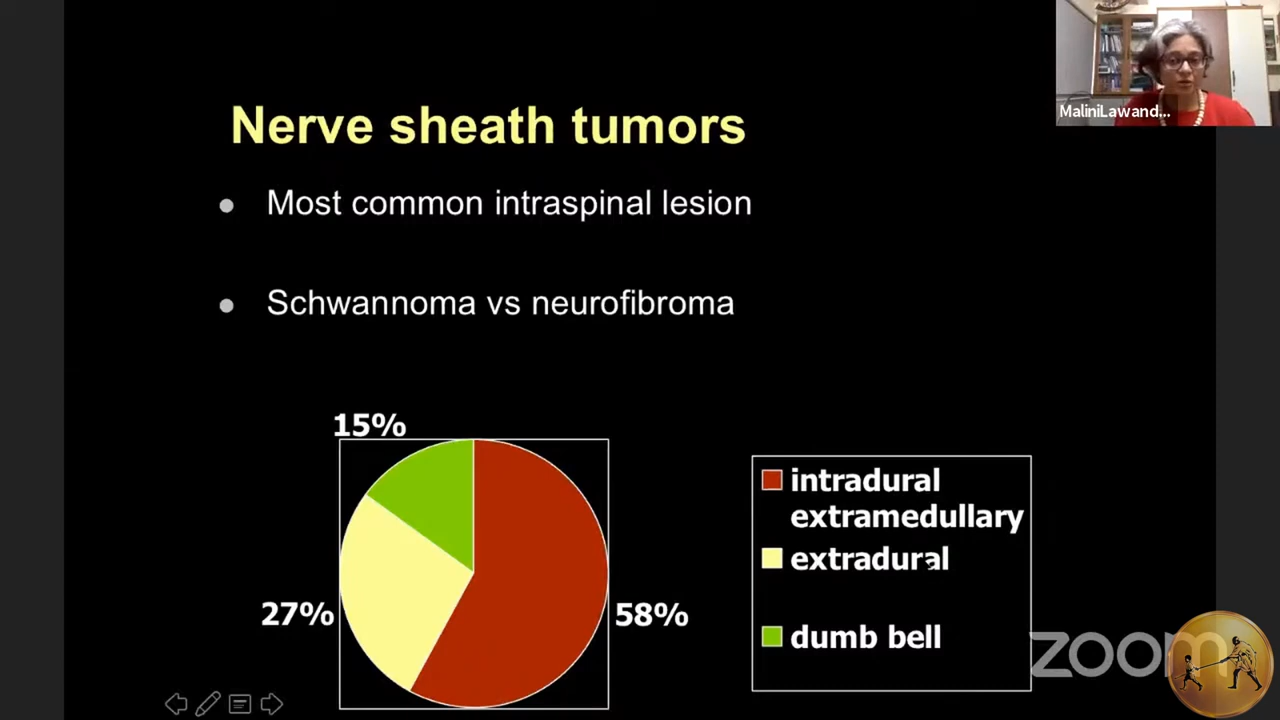 MaliniLawand...
Nerve sheath tumors
Most common intraspinal lesion
Schwannoma vs neurofibroma
15%
27%
58%
intradural
extramedullary
extradural
dumb bell
zoom